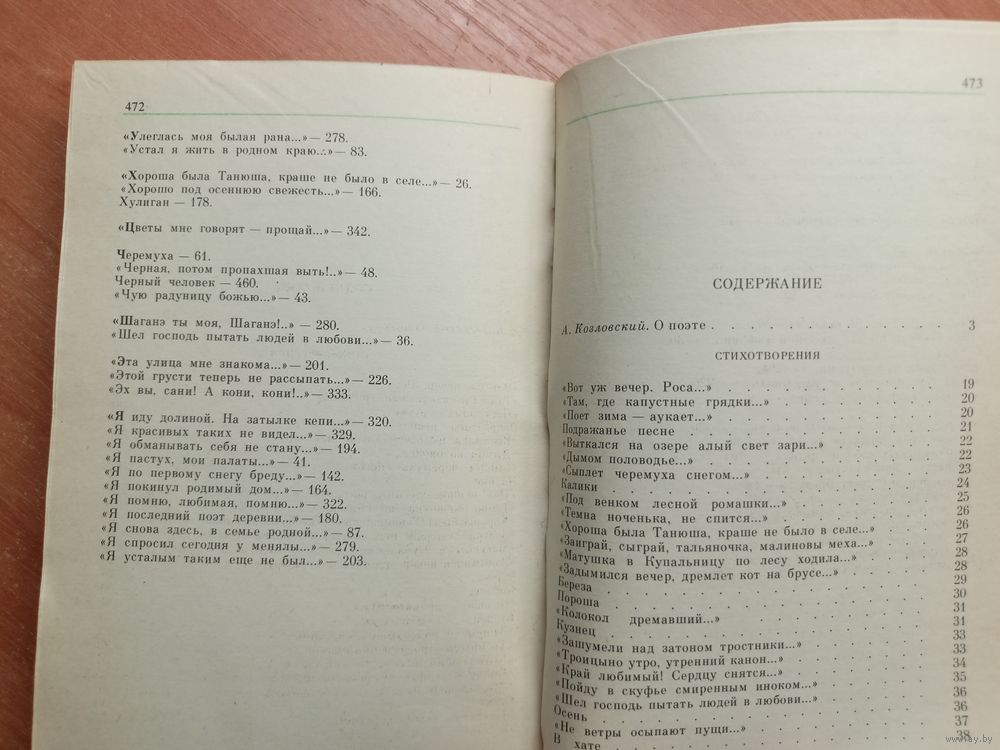 472
«Улеглась моя былая рана...» — 278.
«Устал я жить в родном краю...» — 83.
«Хороша была Танюша, краше не было в селе...» — 26.
«Хорошо под осеннюю свежесть...» — 166.
Хулиган — 178.
«Цветы мне говорят — прощай...» — 342.
Черемуха — 61.
«Черная, потом пропахшая выть!..» — 48.
Черный человек — 460.
«Чую радуницу божью...» — 43.
«Шаганэ ты моя, Шаганэ!..» — 280.
«Шел господь пытать людей в любови...» — 36.
«Эта улица мне знакома...» — 201.
«Этой грусти теперь не рассыпать...» — 226.
«Эх вы, сани! А кони, кони!..» — 333.
«Я иду долиной. На затылке кепи...» — 320.
«Я красивых таких не видел...» — 329.
«Я обманывать себя не стану...» — 194.
«Я пастух, мои палаты...» — 41.
«Я по первому снегу бреду...» — 142.
«Я покинул родимый дом...» — 164.
«Я помню, любимая, помню...» — 322.
«Я последний поэт деревни...» — 180.
«Я снова здесь, в семье родной...» — 87.
«Я спросил сегодня у менялы...» — 279.
«Я усталым таким еще не был...» — 203.
473
СОДЕРЖАНИЕ
А. Козловский. О поэте . . . . . . . . . . . . 3
СТИХОТВОРЕНИЯ
«Вот уж вечер. Роса...» . . . . . . . . . . . 19
«Там, где капустные грядки...» . . . . . . . . . 20
«Поет зима — аукает...» . . . . . . . . . . . 20
Подражанье песне . . . . . . . . . . . . 21
«Выткался на озере алый свет зари...» . . . . . . 22
«Дымом половодье...» . . . . . . . . . . . 22
«Сыплет черемуха снегом...» . . . . . . . . . 23
Калики . . . . . . . . . . . . . . . 24
«Под венком лесной ромашки...» . . . . . . . . 25
«Темна ноченька, не спится...» . . . . . . . . 26
«Хороша была Танюша, краше не было в селе...» . . . 26
«Заиграй, сыграй, тальяночка, малиновы меха...» . . . 27
«Матушка в Купальницу по лесу ходила...» . . . . 28
«Задымился вечер, дремлет кот на брусе...» . . . . 28
Береза . . . . . . . . . . . . . . . 29
Пороша . . . . . . . . . . . . . . . 30
«Колокол дремавший...» . . . . . . . . . . 31
Кузнец . . . . . . . . . . . . . . . 31
«Зашумели над затоном тростники...» . . . . . . 33
«Троицыно утро, утренний канон...» . . . . . . . 33
«Край любимый! Сердцу снятся...» . . . . . . . 34
«Пойду в скуфье смиренным иноком...» . . . . . . 35
«Шел господь пытать людей в любови...» . . . . . 36
Осень . . . . . . . . . . . . . . . 36
«Не ветры осыпают пущи...» . . . . . . . . . 37
В хате . . . . . . . . . . . . . . . 38
www.ay.by